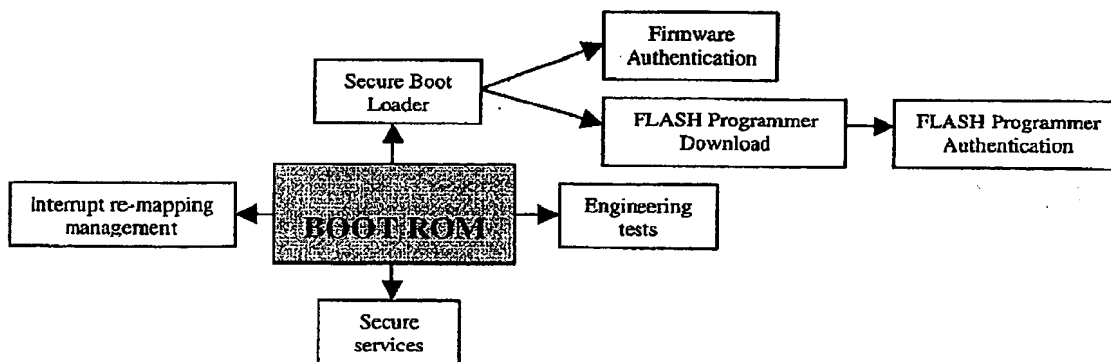 Firmware
Authentication
Secure Boot
Loader
FLASH Programmer
Download
FLASH Programmer
Authentication
Interrupt re-mapping
management
BOOT ROM
Engineering
tests
Secure
services